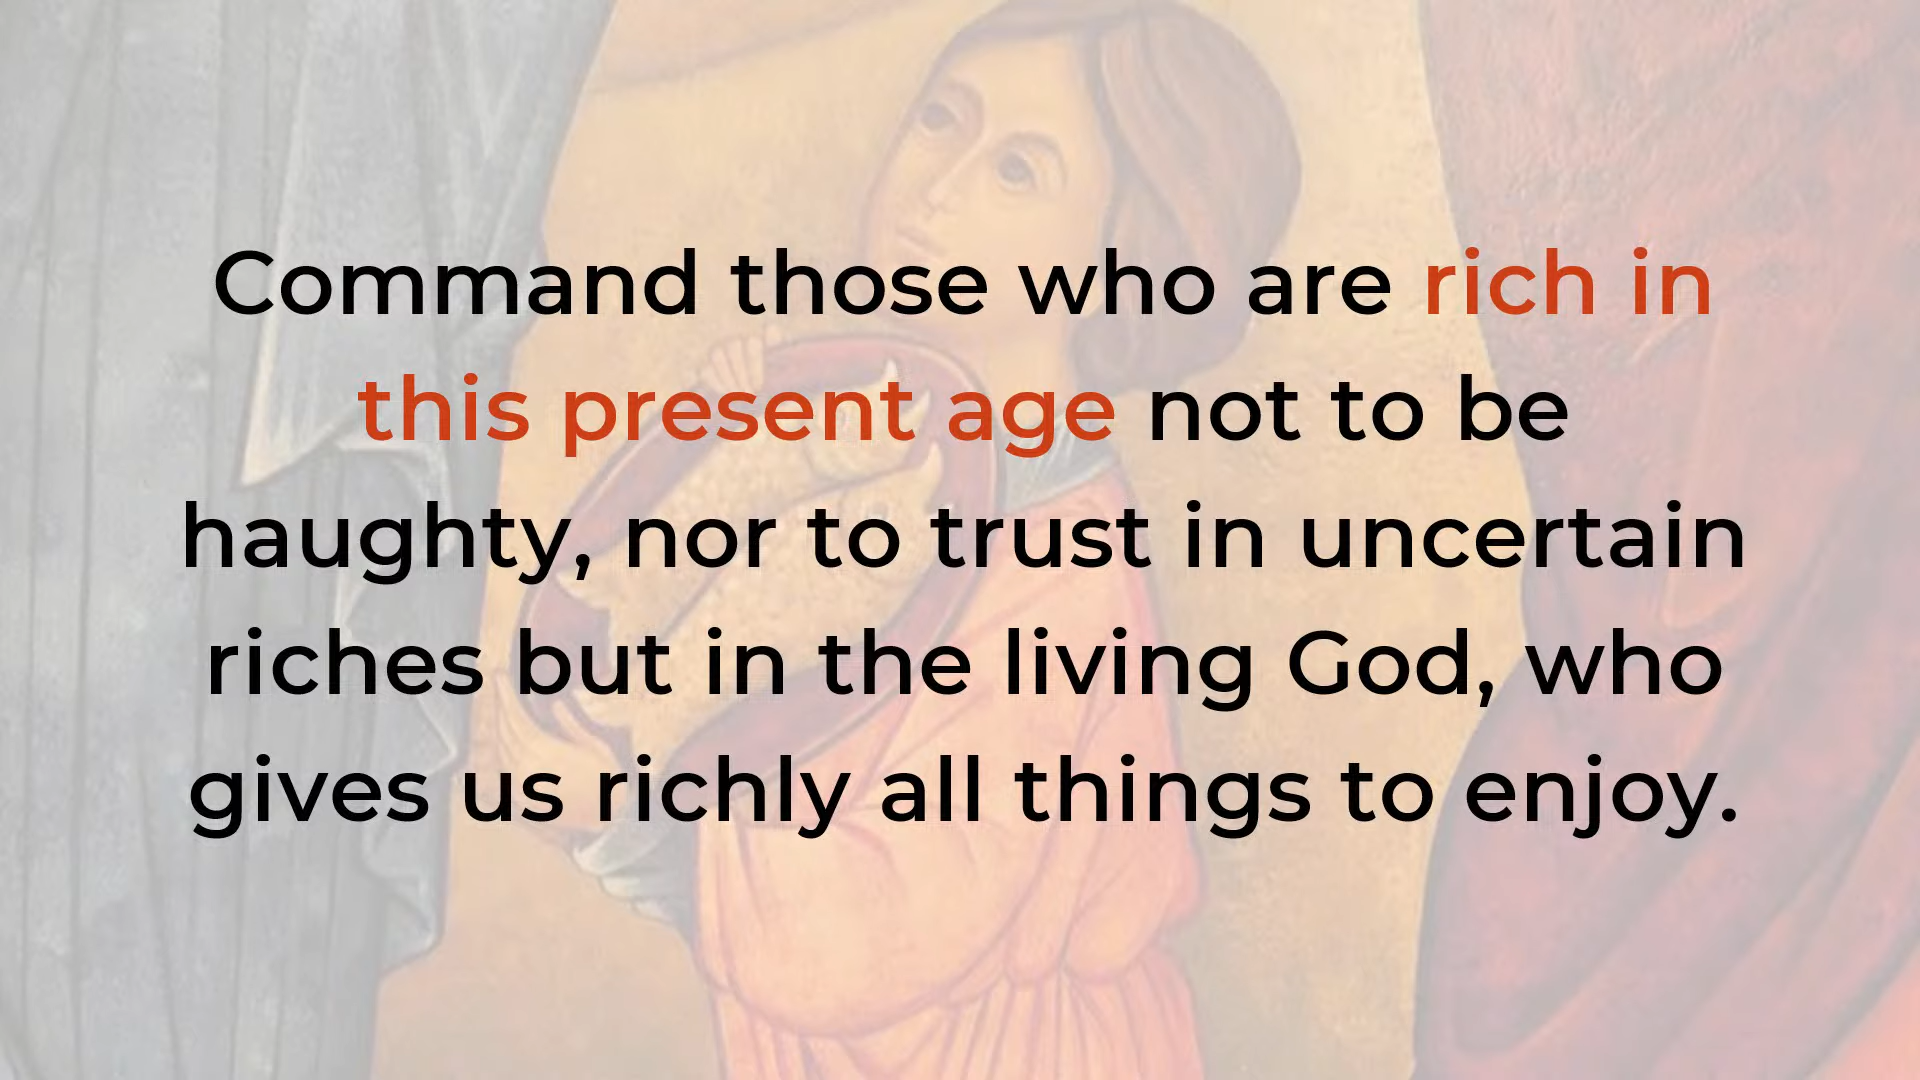 Command those who are rich in
this present age not to be
haughty, nor to trust in uncertain
riches but in the living God, who
gives us richly all things to enjoy.